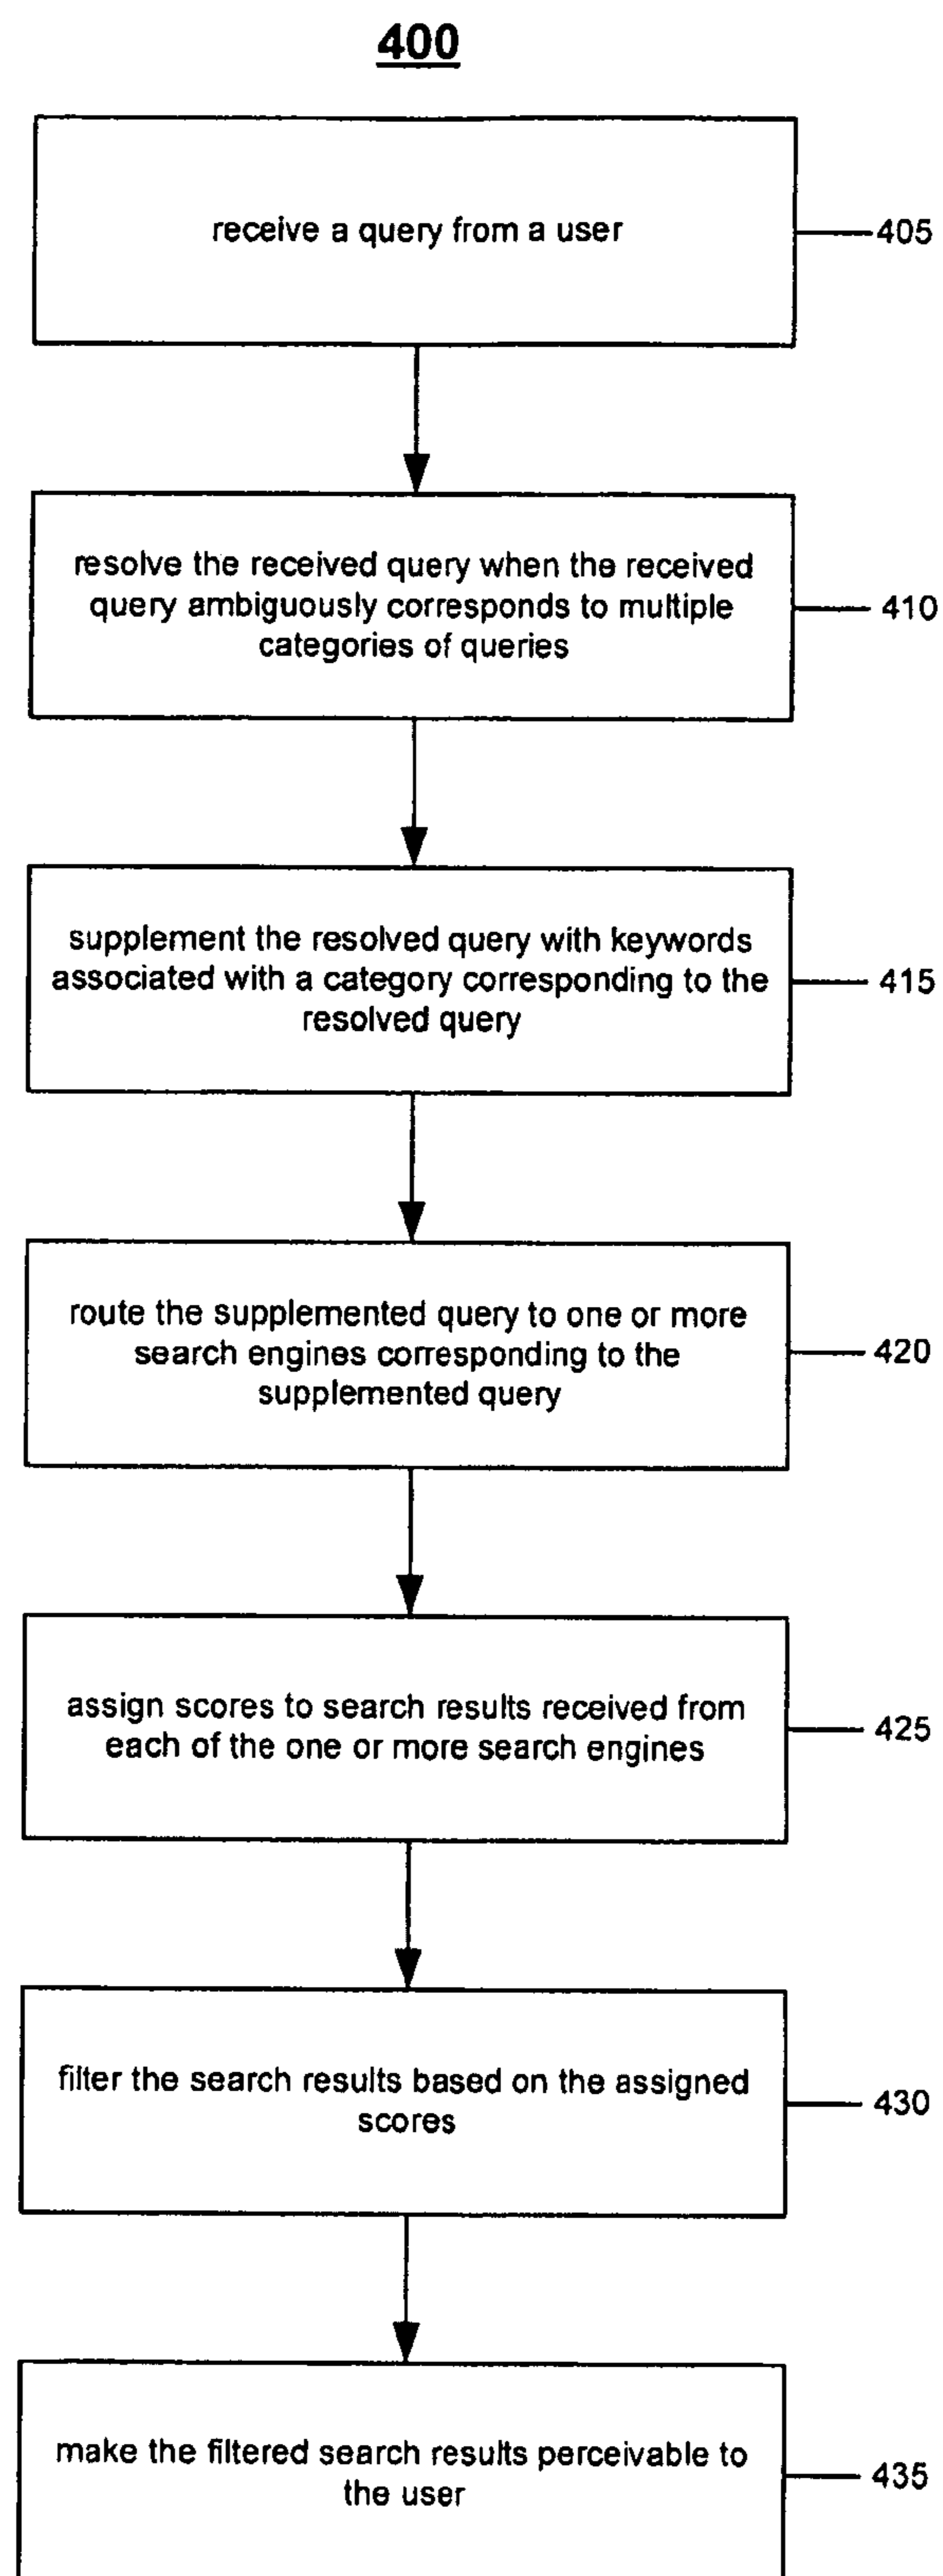 400
receive a query from a user
405
resolve the received query when the received
query ambiguously corresponds to multiple
categories of queries
410
supplement the resolved query with keywords
associated with a category corresponding to the
resolved query
415
route the supplemented query to one or more
search engines corresponding to the
supplemented query
420
assign scores to search results received from
each of the one or more search engines
425
filter the search results based on the assigned
scores
430
make the filtered search results perceivable to
the user
435